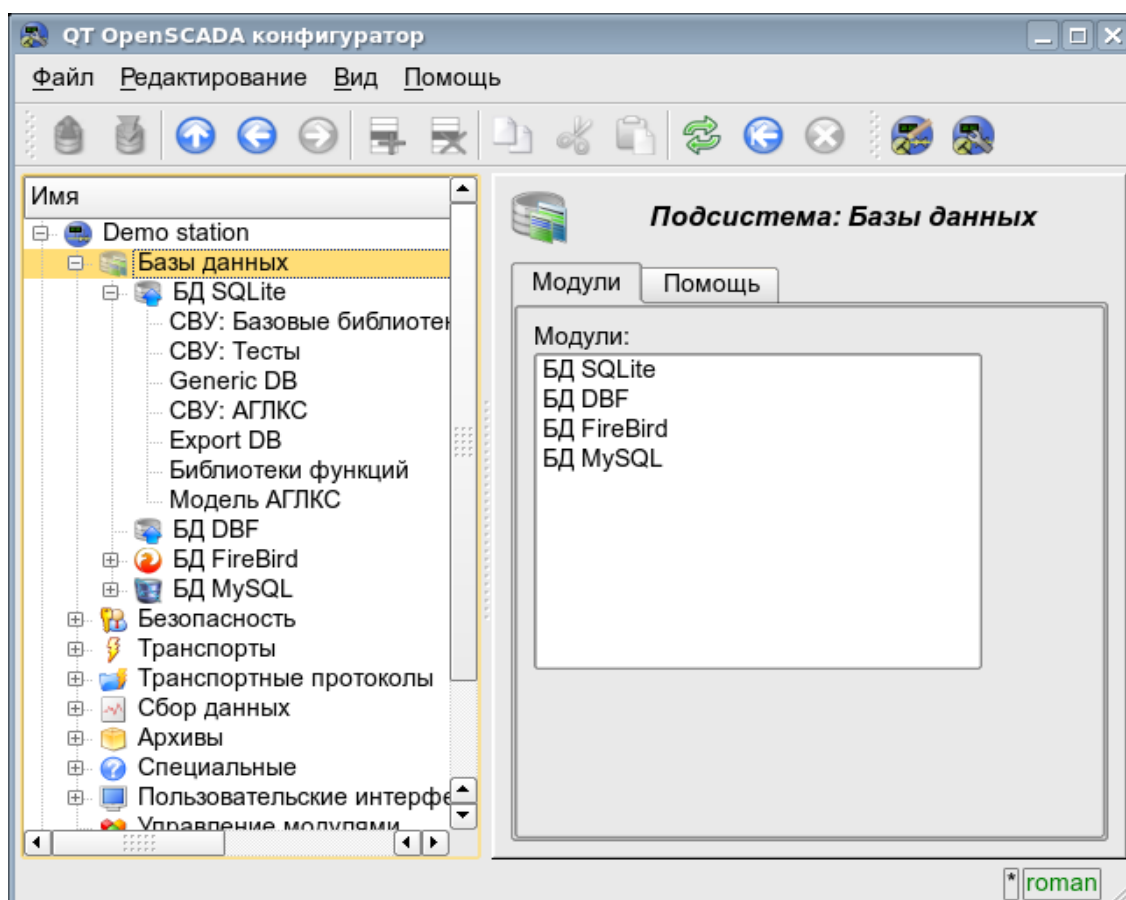 QT OpenSCADA конфигуратор
Файл Редактирование Вид Помощь
Имя
Demo station
Базы данных
БД SQLite
СВУ: Базовые библиотек
СВУ: Тесты
Generic DB
СВУ: АГЛКС
Export DB
Библиотеки функций
Модель АГЛКС
БД DBF
БД FireBird
БД MySQL
Безопасность
Транспорты
Транспортные протоколы
Сбор данных
Архивы
Специальные
Пользовательские интерфе
Управление модулями
Подсистема: Базы данных
Модули Помощь
Модули:
БД SQLite
БД DBF
БД FireBird
БД MySQL
* roman